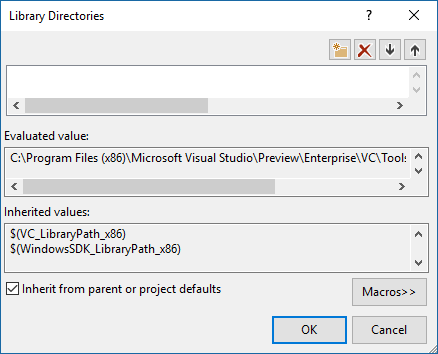 Library Directories
Evaluated value:
C:\Program Files (x86)\Microsoft Visual Studio\Preview\Enterprise\VC\Tools
Inherited values:
$(VC_LibraryPath_x86)
$(WindowsSDK_LibraryPath_x86)
Inherit from parent or project defaults
Macros>>
OK
Cancel